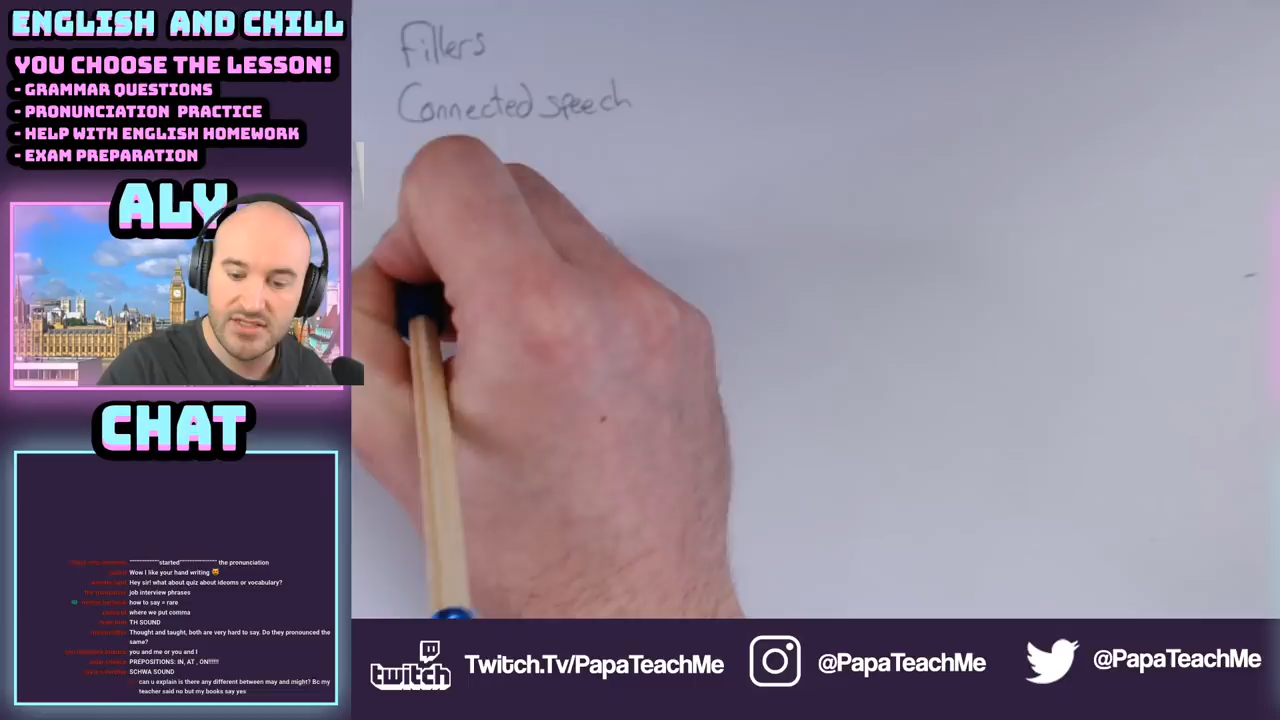 ENGLISH AND CHILL
YOU CHOOSE THE LESSON!
- GRAMMAR QUESTIONS
- PRONUNCIATION PRACTICE
- HELP WITH ENGLISH HOMEWORK
- EXAM PREPARATION
ALY
CHAT
""""""""""""started"""""""""""""" the pronunciation
Wow I like your hand writing 😸
Hey sir! what about quiz about ideoms or vocabulary?
job interview phrases
how to say = rare
where we put comma
TH SOUND
Thought and taught, both are very hard to say. Do they pronounced the
same?
you and me or you and I
PREPOSITIONS: IN, AT , ON!!!!!!
SCHWA SOUND
can u explain is there any different between may and might? Bc my
teacher said no but my books say yes
Fillers
Connected speech
twitch
Twitch.Tv/PapaTeachMe
@PapaTeachMe
@PapaTeachMe